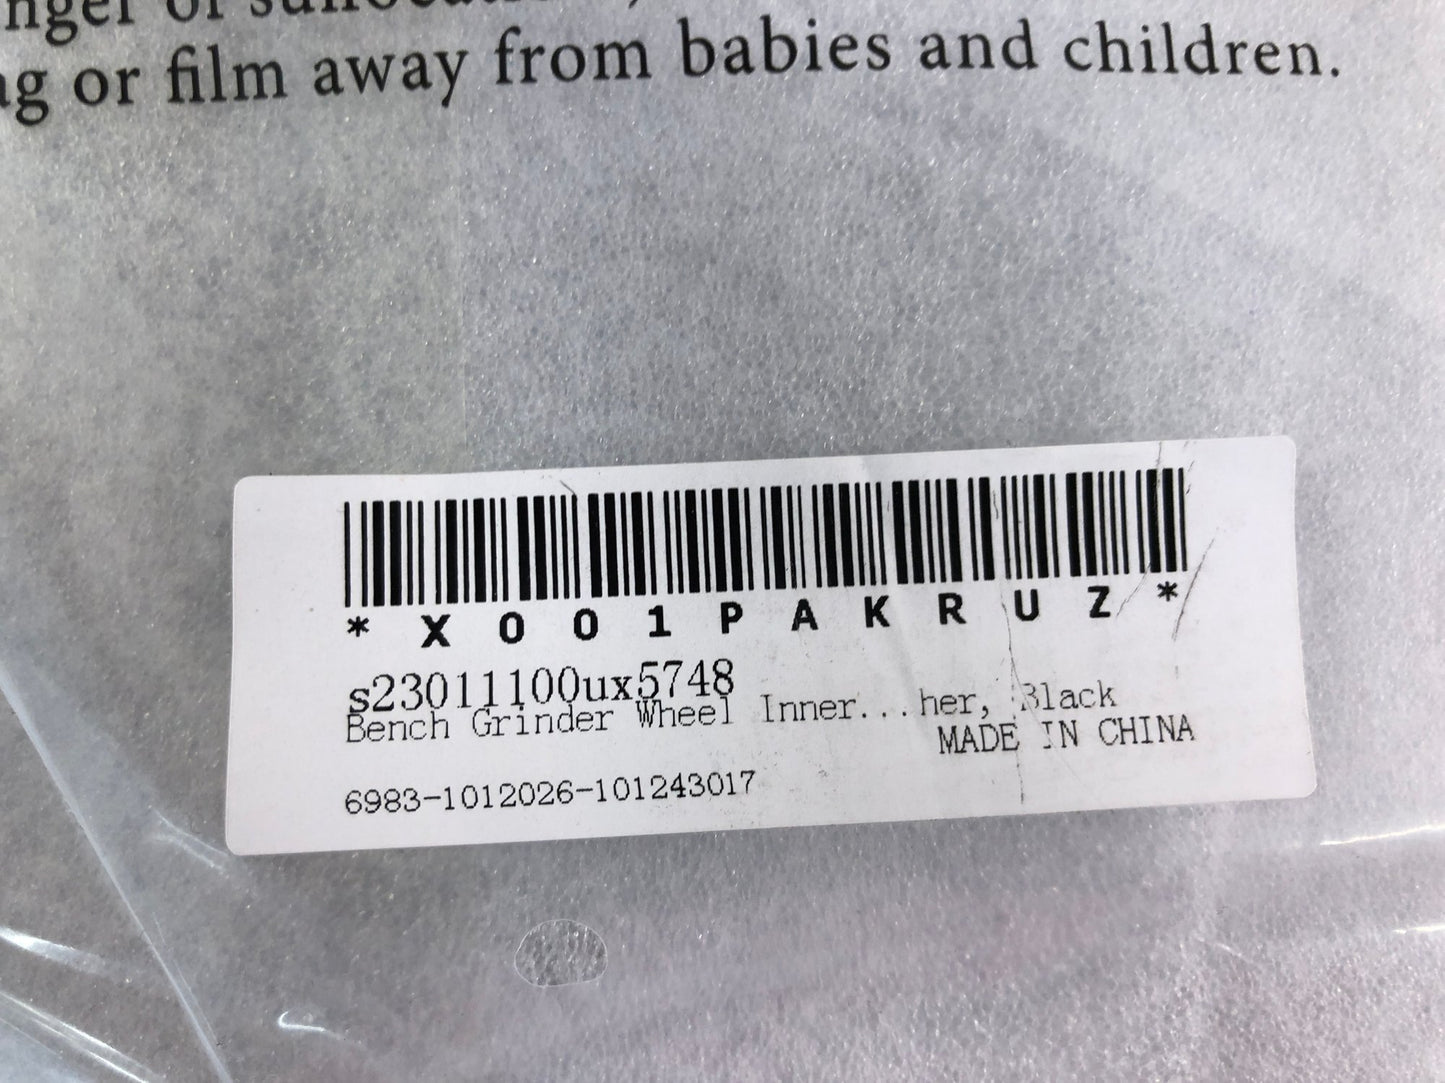 of
or film away from babies and children.
*X001PAKRUZ*
s23011100ux5748
Bench Grinder Wheel Inner...her, Black
MADE IN CHINA
6983-1012026-101243017